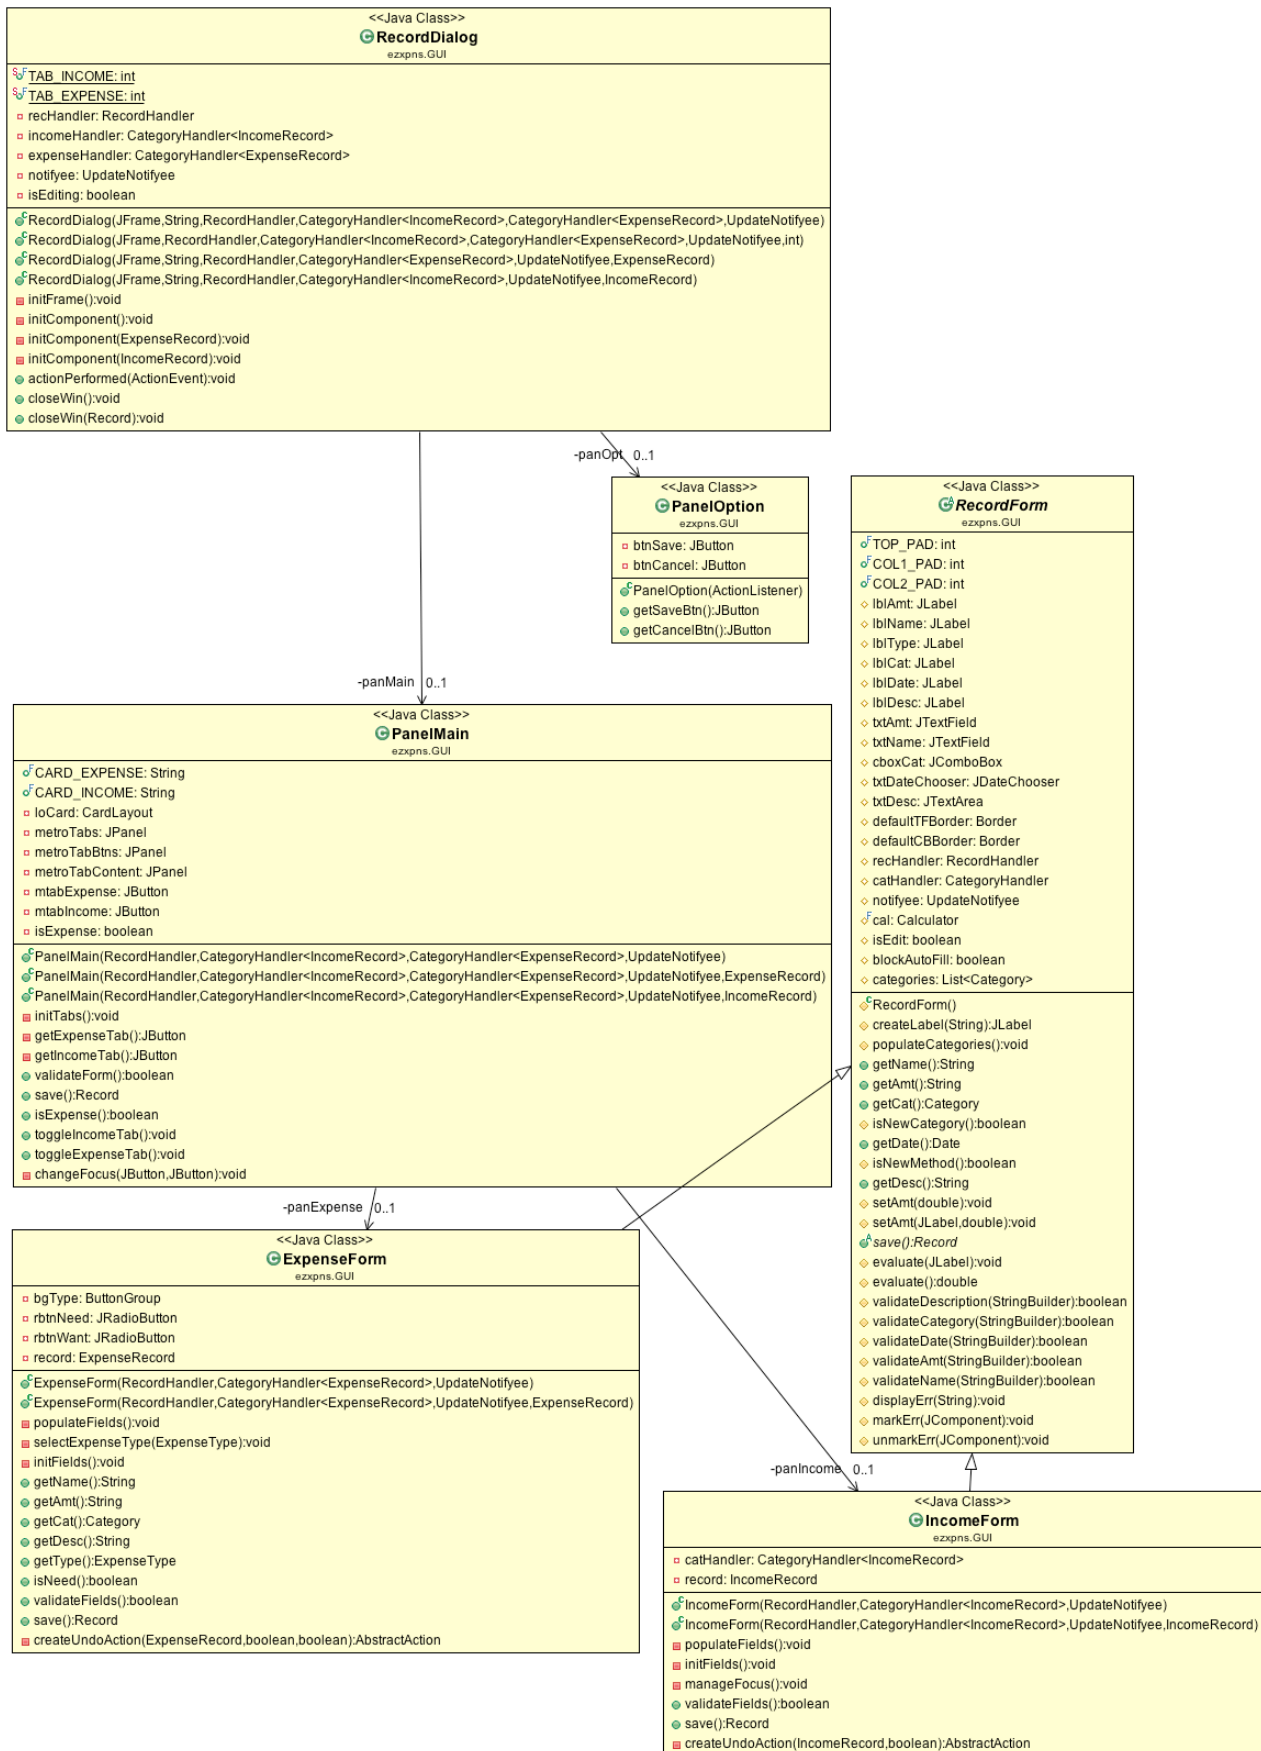 <<Java Class>>
RecordDialog
ezxpns.GUI
TAB_INCOME: int
TAB_EXPENSE: int
recHandler: RecordHandler
incomeHandler: CategoryHandler<IncomeRecord>
expenseHandler: CategoryHandler<ExpenseRecord>
notifyee: UpdateNotifyee
isEditing: boolean
RecordDialog(JFrame,String,RecordHandler,CategoryHandler<IncomeRecord>,CategoryHandler<ExpenseRecord>,UpdateNotifyee)
RecordDialog(JFrame,RecordHandler,CategoryHandler<IncomeRecord>,CategoryHandler<ExpenseRecord>,UpdateNotifyee,int)
RecordDialog(JFrame,String,RecordHandler,CategoryHandler<ExpenseRecord>,UpdateNotifyee,ExpenseRecord)
RecordDialog(JFrame,String,RecordHandler,CategoryHandler<IncomeRecord>,UpdateNotifyee,IncomeRecord)
initFrame():void
initComponent():void
initComponent(ExpenseRecord):void
initComponent(IncomeRecord):void
actionPerformed(ActionEvent):void
closeWin():void
closeWin(Record):void
-panOpt 0..1
<<Java Class>>
PanelOption
ezxpns.GUI
btnSave: JButton
btnCancel: JButton
PanelOption(ActionListener)
getSaveBtn():JButton
getCancelBtn():JButton
<<Java Class>>
RecordForm
ezxpns.GUI
TOP_PAD: int
COL1_PAD: int
COL2_PAD: int
lblAmt: JLabel
lblName: JLabel
lblType: JLabel
lblCat: JLabel
lblDate: JLabel
lblDesc: JLabel
txtAmt: JTextField
txtName: JTextField
cboxCat: JComboBox
txtDateChooser: JDateChooser
txtDesc: JTextArea
defaultTFBorder: Border
defaultCBBorder: Border
recHandler: RecordHandler
catHandler: CategoryHandler
notifyee: UpdateNotifyee
cal: Calculator
isEdit: boolean
blockAutoFill: boolean
categories: List<Category>
RecordForm()
createLabel(String):JLabel
populateCategories():void
getName():String
getAmt():String
getCat():Category
isNewCategory():boolean
getDate():Date
isNewMethod():boolean
getDesc():String
setAmt(double):void
setAmt(JLabel,double):void
save():Record
evaluate(JLabel):void
evaluate():double
validateDescription(StringBuilder):boolean
validateCategory(StringBuilder):boolean
validateDate(StringBuilder):boolean
validateAmt(StringBuilder):boolean
validateName(StringBuilder):boolean
displayErr(String):void
markErr(JComponent):void
unmarkErr(JComponent):void
-panMain 0..1
<<Java Class>>
PanelMain
ezxpns.GUI
CARD_EXPENSE: String
CARD_INCOME: String
loCard: CardLayout
metroTabs: JPanel
metroTabBtns: JPanel
metroTabContent: JPanel
mtabExpense: JButton
mtabIncome: JButton
isExpense: boolean
PanelMain(RecordHandler,CategoryHandler<IncomeRecord>,CategoryHandler<ExpenseRecord>,UpdateNotifyee)
PanelMain(RecordHandler,CategoryHandler<IncomeRecord>,CategoryHandler<ExpenseRecord>,UpdateNotifyee,ExpenseRecord)
PanelMain(RecordHandler,CategoryHandler<IncomeRecord>,CategoryHandler<ExpenseRecord>,UpdateNotifyee,IncomeRecord)
initTabs():void
getExpenseTab():JButton
getIncomeTab():JButton
validateForm():boolean
save():Record
isExpense():boolean
toggleIncomeTab():void
toggleExpenseTab():void
changeFocus(JButton,JButton):void
-panExpense 0..1
<<Java Class>>
ExpenseForm
ezxpns.GUI
bgType: ButtonGroup
rbtnNeed: JRadioButton
rbtnWant: JRadioButton
record: ExpenseRecord
ExpenseForm(RecordHandler,CategoryHandler<ExpenseRecord>,UpdateNotifyee)
ExpenseForm(RecordHandler,CategoryHandler<ExpenseRecord>,UpdateNotifyee,ExpenseRecord)
populateFields():void
selectExpenseType(ExpenseType):void
initFields():void
getName():String
getAmt():String
getCat():Category
getDesc():String
getType():ExpenseType
isNeed():boolean
validateFields():boolean
save():Record
createUndoAction(ExpenseRecord,boolean,boolean):AbstractAction
-panIncome 0..1
<<Java Class>>
IncomeForm
ezxpns.GUI
catHandler: CategoryHandler<IncomeRecord>
record: IncomeRecord
IncomeForm(RecordHandler,CategoryHandler<IncomeRecord>,UpdateNotifyee)
IncomeForm(RecordHandler,CategoryHandler<IncomeRecord>,UpdateNotifyee,IncomeRecord)
populateFields():void
initFields():void
manageFocus():void
validateFields():boolean
save():Record
createUndoAction(IncomeRecord,boolean):AbstractAction